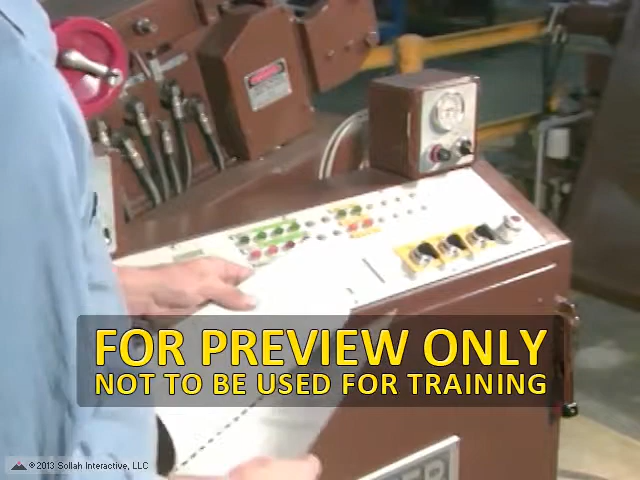 FOR PREVIEW ONLY
NOT TO BE USED FOR TRAINING
© 2013 Sollah Interactive, LLC